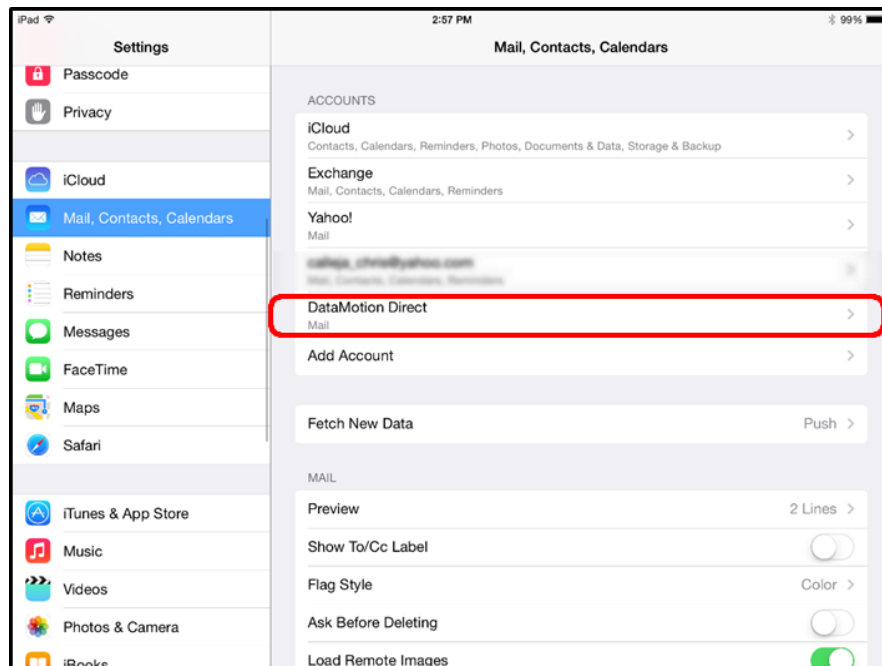 iPad 2:57 PM 99%
Settings
Mail, Contacts, Calendars
Passcode
Privacy
iCloud
Mail, Contacts, Calendars
Notes
Reminders
Messages
FaceTime
Maps
Safari
iTunes & App Store
Music
Videos
Photos & Camera
iBooks
ACCOUNTS
iCloud
Contacts, Calendars, Reminders, Photos, Documents & Data, Storage & Backup
Exchange
Mail, Contacts, Calendars, Reminders
Yahoo!
Mail
DataMotion Direct
Mail
Add Account
Fetch New Data Push
MAIL
Preview 2 Lines
Show To/Cc Label
Flag Style Color
Ask Before Deleting
Load Remote Images